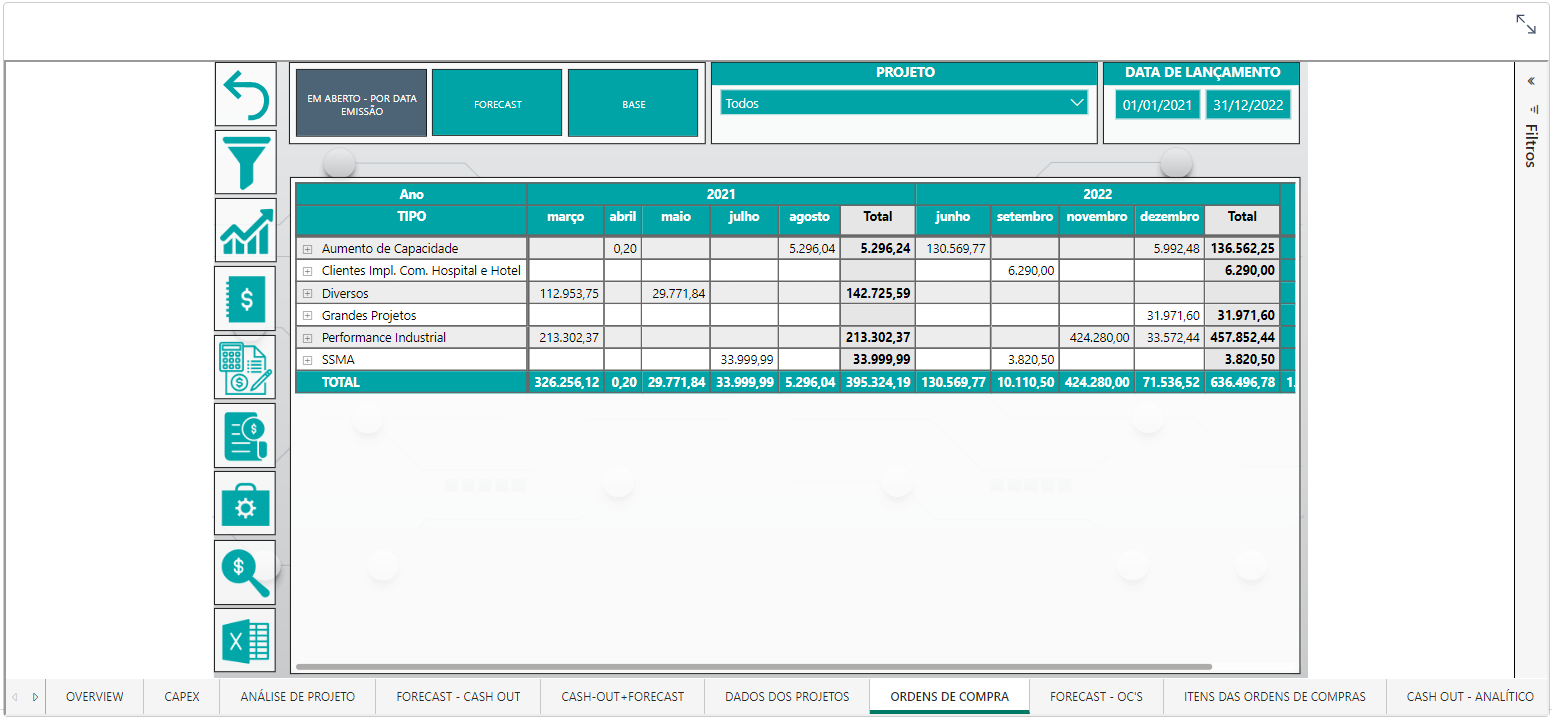 EM ABERTO - POR DATA
EMISSÃO
FORECAST
BASE
PROJETO
Todos
DATA DE LANÇAMENTO
01/01/2021 31/12/2022
Filtros
Ano 2021 2022
TIPO março abril maio julho agosto Total junho setembro novembro dezembro Total
Aumento de Capacidade 0,20 5.296,04 5.296,24 130.569,77 5.992,48 136.562,25
Clientes Impl. Com. Hospital e Hotel 6.290,00 6.290,00
Diversos 112.953,75 29.771,84 142.725,59
Grandes Projetos 31.971,60 31.971,60
Performance Industrial 213.302,37 213.302,37 424.280,00 33.572,44 457.852,44
SSMA 33.999,99 33.999,99 3.820,50 3.820,50
TOTAL 326.256,12 0,20 29.771,84 33.999,99 5.296,04 395.324,19 130.569,77 10.110,50 424.280,00 71.536,52 636.496,78 1.
OVERVIEW CAPEX ANÁLISE DE PROJETO FORECAST - CASH OUT CASH-OUT+FORECAST DADOS DOS PROJETOS ORDENS DE COMPRA FORECAST - OC'S ITENS DAS ORDENS DE COMPRAS CASH OUT - ANALÍTICO